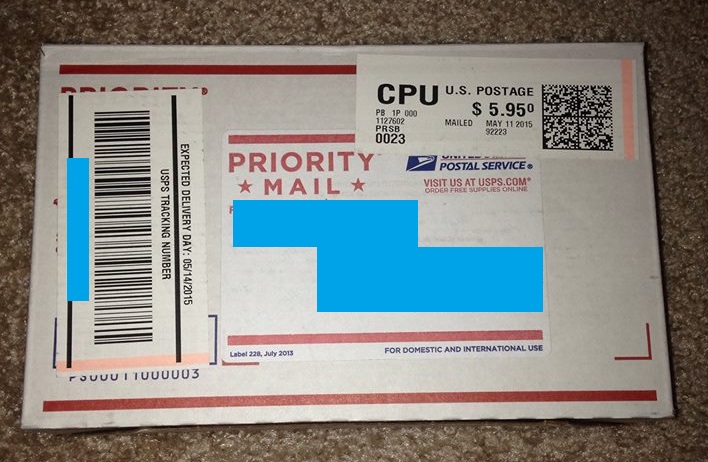 PRIORITY®
CPU U.S. POSTAGE
$ 5.95⁰
PB 1P 000
1127602
PRSB
0023
MAILED MAY 11 2015
92223
EXPECTED DELIVERY DAY: 05/14/2015
USPS TRACKING NUMBER
PRIORITY
★ MAIL ★
UNITED
POSTAL SERVICE®
VISIT US AT USPS.COM®
ORDER FREE SUPPLIES ONLINE
Label 228, July 2013
FOR DOMESTIC AND INTERNATIONAL USE
PS00011000003